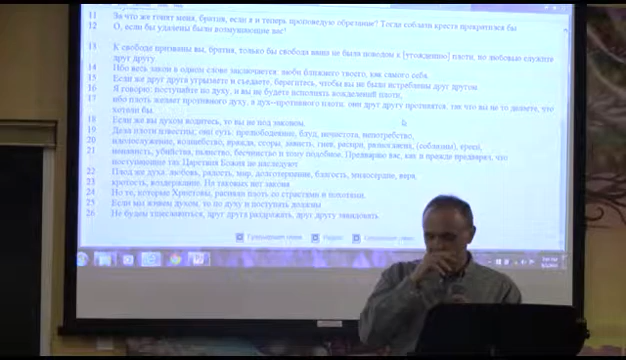 11 За что же гонят меня, братия, если я и теперь проповедую обрезание? Тогда соблазн креста прекратился бы
12 О, если бы удалены были возмущающие вас!
13 К свободе призваны вы, братия, только бы свобода ваша не была поводом к [угождению] плоти, но любовью служите
друг другу.
14 Ибо весь закон в одном слове заключается: люби ближнего твоего, как самого себя.
15 Если же друг друга угрызаете и съедаете, берегитесь, чтобы вы не были истреблены друг другом
16 Я говорю: поступайте по духу, и вы не будете исполнять вожделений плоти,
17 ибо плоть желает противного духу, а дух--противного плоти: они друг другу противятся, так что вы не то делаете, что
хотели бы.
18 Если же вы духом водитесь, то вы не под законом.
19 Дела плоти известны; они суть: прелюбодеяние, блуд, нечистота, непотребство,
20 идолослужение, волшебство, вражда, ссоры, зависть, гнев, распри, разногласия, (соблазны), ереси,
21 ненависть, убийства, пьянство, бесчинство и тому подобное. Предваряю вас, как и прежде предварял, что
поступающие так Царствия Божия не наследуют
22 Плод же духа: любовь, радость, мир, долготерпение, благость, милосердие, вера,
23 кротость, воздержание. На таковых нет закона
24 Но те, которые Христовы, распяли плоть со страстями и похотями.
25 Если мы живем духом, то по духу и поступать должны
26 Не будем тщеславиться, друг друга раздражать, друг другу завидовать